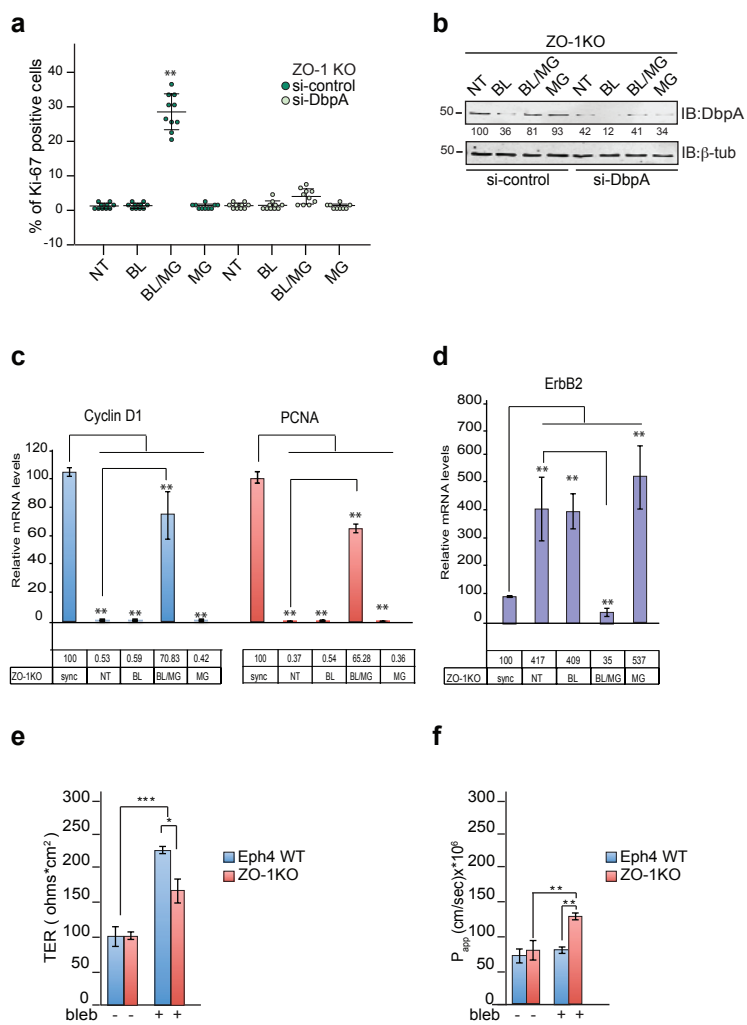 a
ZO-1 KO
si-control
si-DbpA
**
% of Ki-67 positive cells
40
30
20
10
0
-10
NT BL BL/MG MG NT BL BL/MG MG
b
ZO-1KO
NT BL BL/MG MG NT BL BL/MG MG
50 IB:DbpA
100 36 81 93 42 12 41 34
50 IB:β-tub
si-control si-DbpA
c
Cyclin D1 PCNA
Relative mRNA levels
120
100
80
60
40
20
0
** ** ** **
100 0.53 0.59 70.83 0.42
ZO-1KO sync NT BL BL/MG MG
Relative mRNA levels
** ** ** **
100 0.37 0.54 65.28 0.36
sync NT BL BL/MG MG
d
ErbB2
Relative mRNA levels
800
700
600
500
400
300
200
100
0
** ** ** **
100 417 409 35 537
ZO-1KO sync NT BL BL/MG MG
e
TER ( ohms*cm²)
300
250
200
150
100
50
0
***
*
Eph4 WT
ZO-1KO
bleb - - + +
f
Papp (cm/sec)x*10⁶
300
250
200
150
100
50
0
**
**
Eph4 WT
ZO-1KO
bleb - - + +